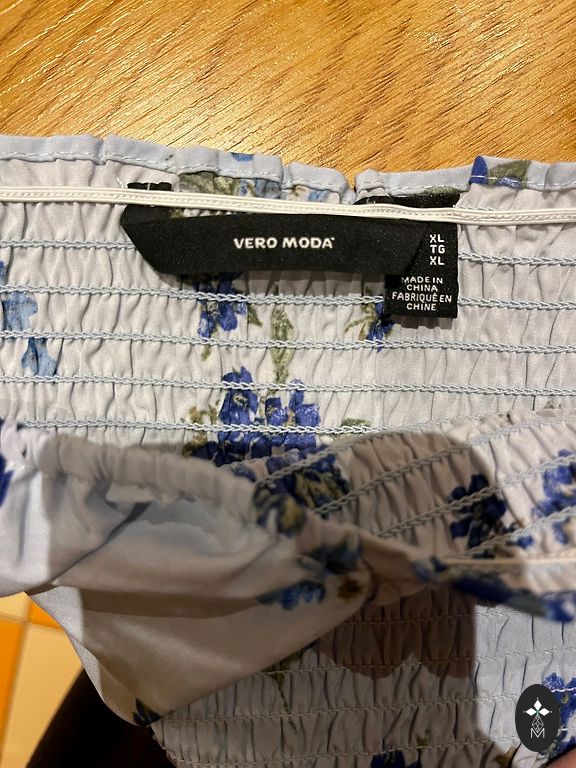 VERO MODA
XL
TG
XL
MADE IN
CHINA
FABRIQUÉ EN
CHINE
M